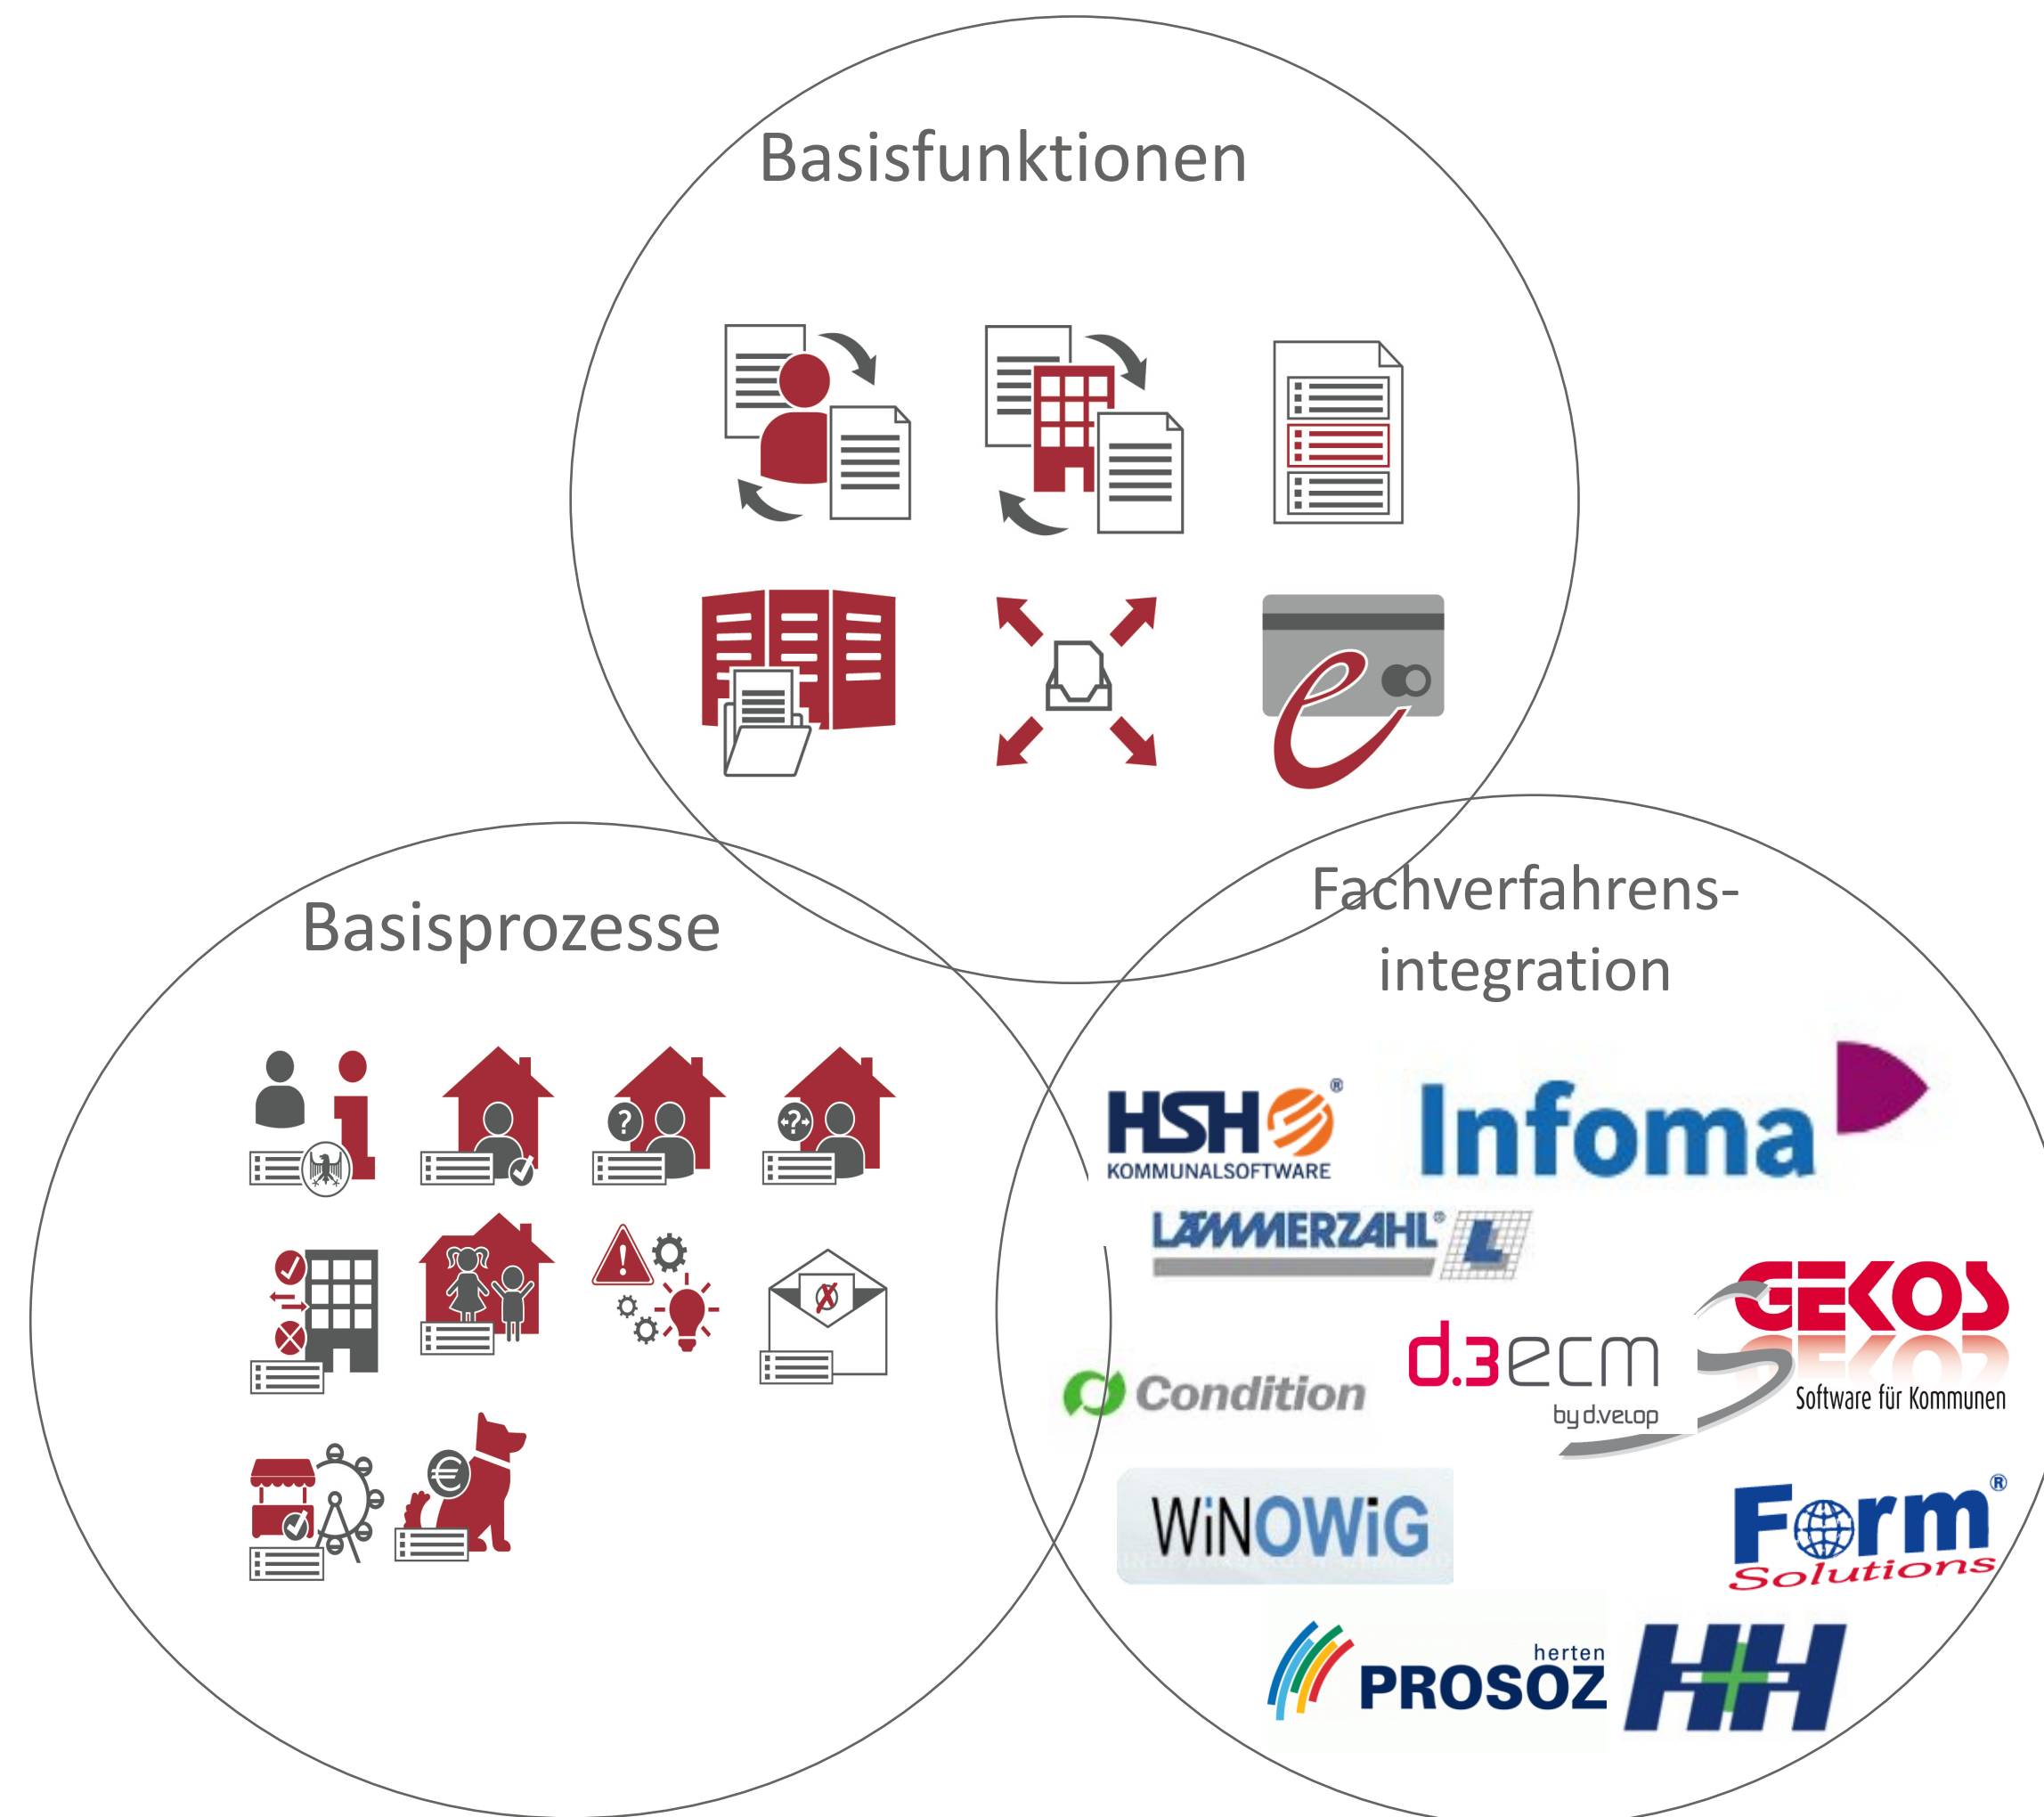 Basisfunktionen
Basisprozesse
?
?
!
€
Fachverfahrens-
integration
HSH®
KOMMUNALSOFTWARE
Infoma
LÄMMERZAHL®
L
GEKOS
Software für Kommunen
d.3ecm
by d.velop
Condition
WiNOWiG
Form®
Solutions
herten
PROSOZ
H+H